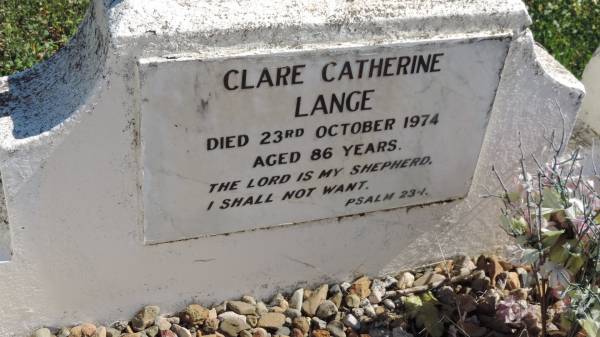 CLARE CATHERINE
LANGE
DIED 23RD OCTOBER 1974
AGED 86 YEARS.
THE LORD IS MY SHEPHERD,
I SHALL NOT WANT.
PSALM 23-1.